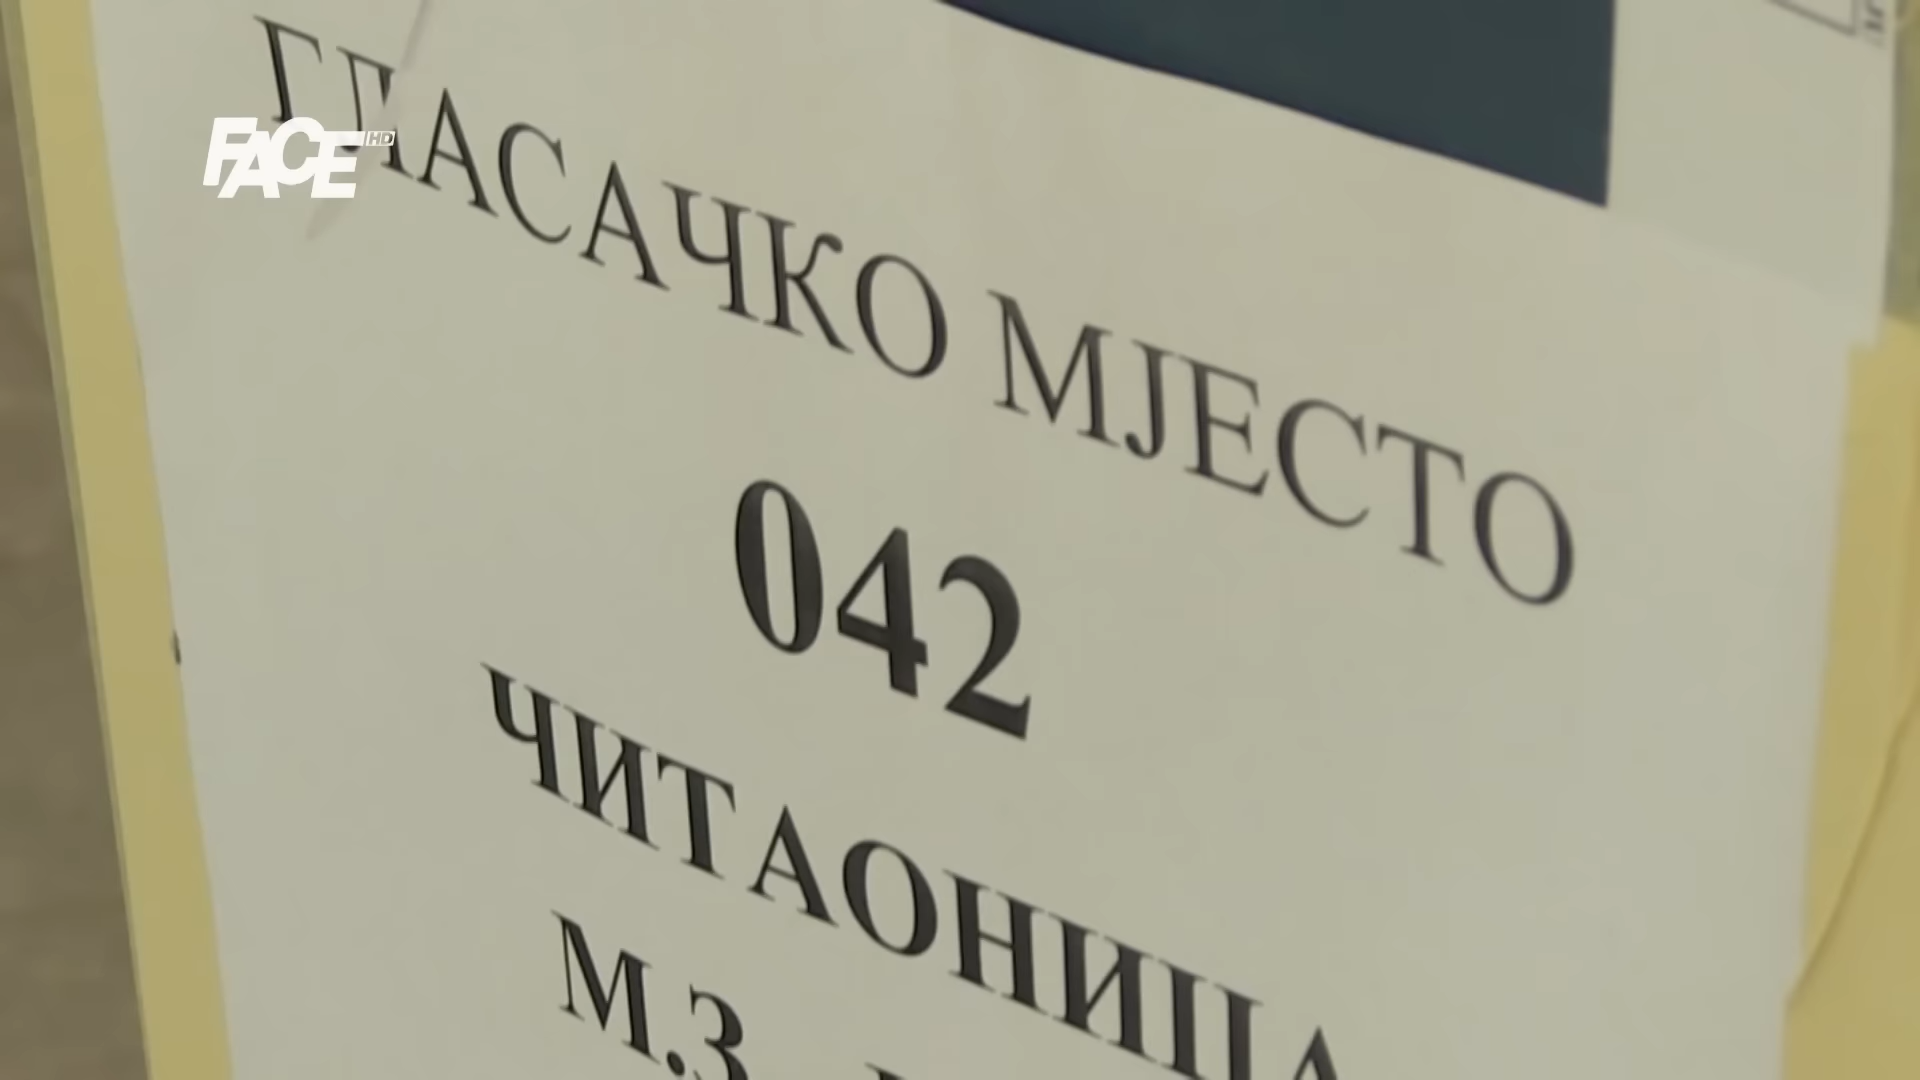 FACE HD
ГЛАСАЧКО МЈЕСТО
042
ЧИТАОНИЦА
М.З.